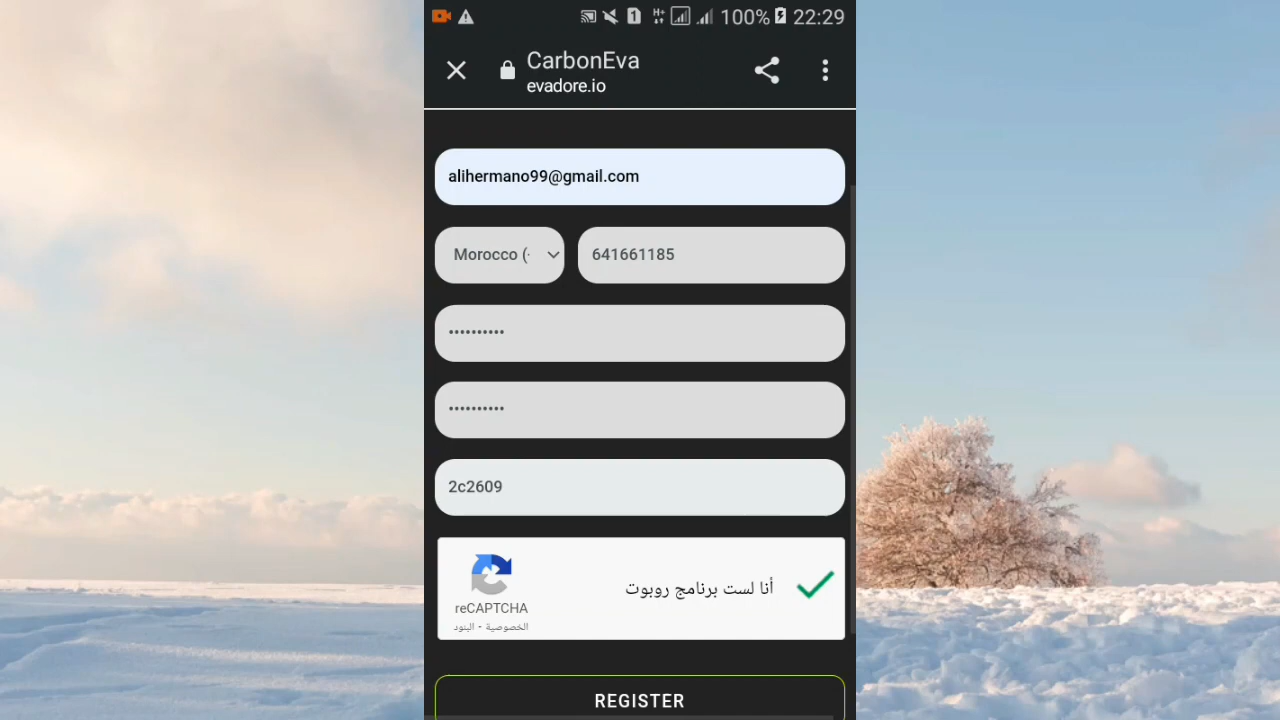 100% 22:29
CarbonEva
evadore.io
alihermano99@gmail.com
Morocco (
641661185
••••••••••
••••••••••
2c2609
أنا لست برنامج روبوت
reCAPTCHA
الخصوصية - البنود
REGISTER